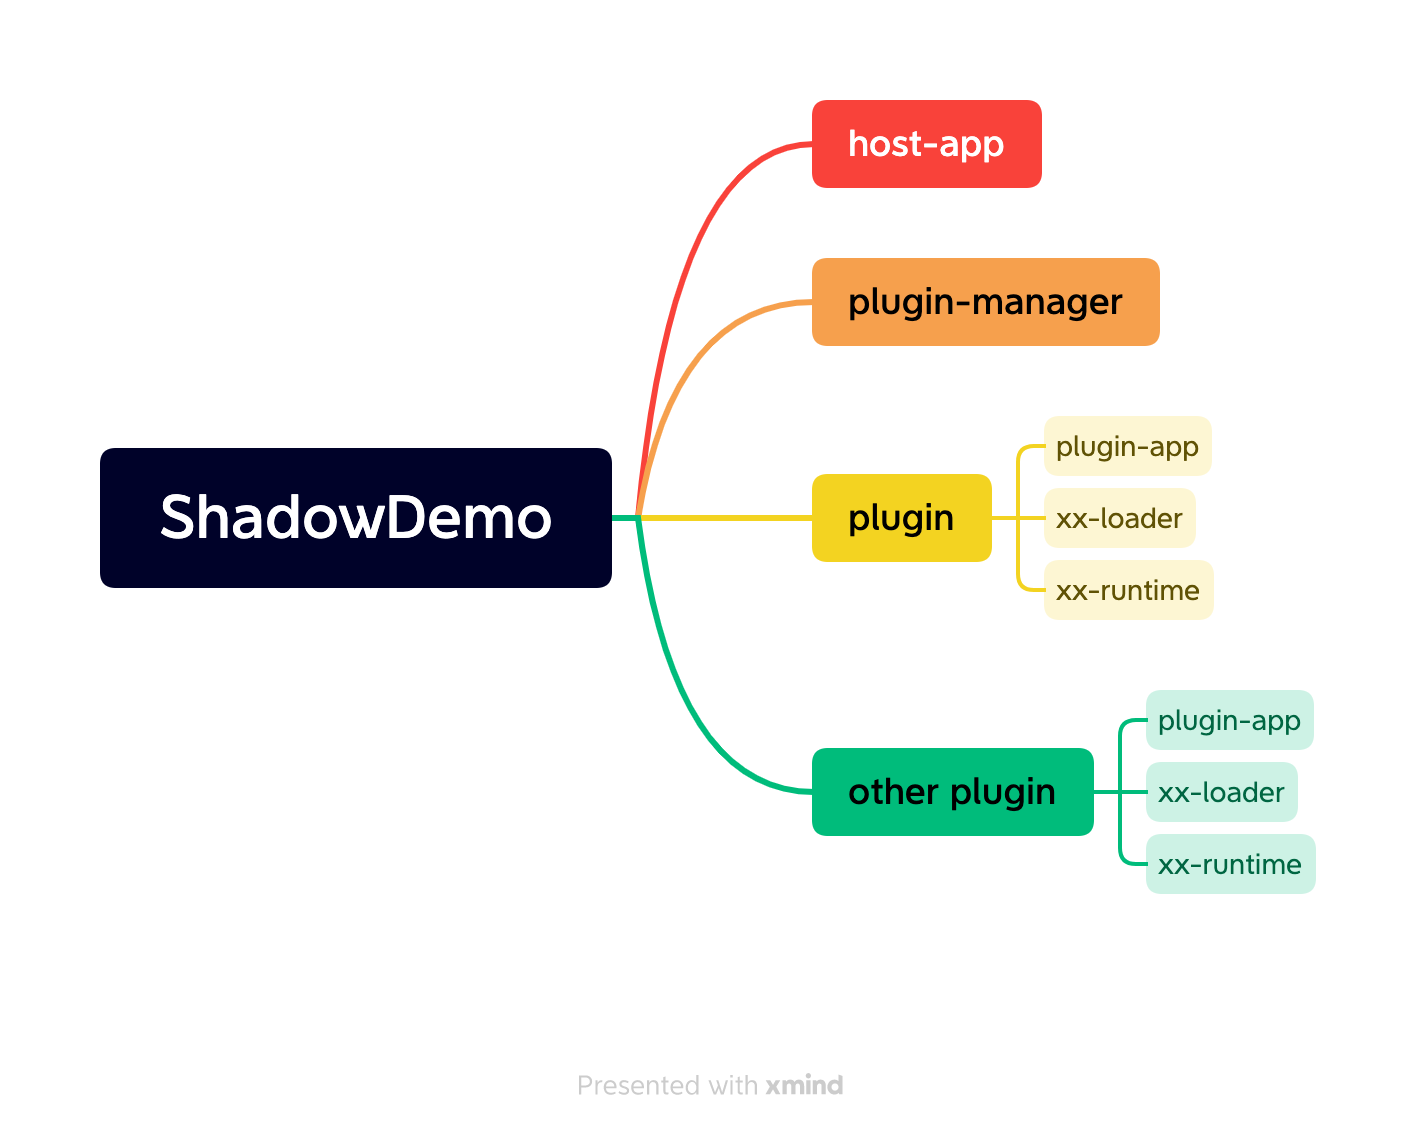 host-app
plugin-manager
ShadowDemo
plugin
plugin-app
xx-loader
xx-runtime
other plugin
plugin-app
xx-loader
xx-runtime
Presented with xmind